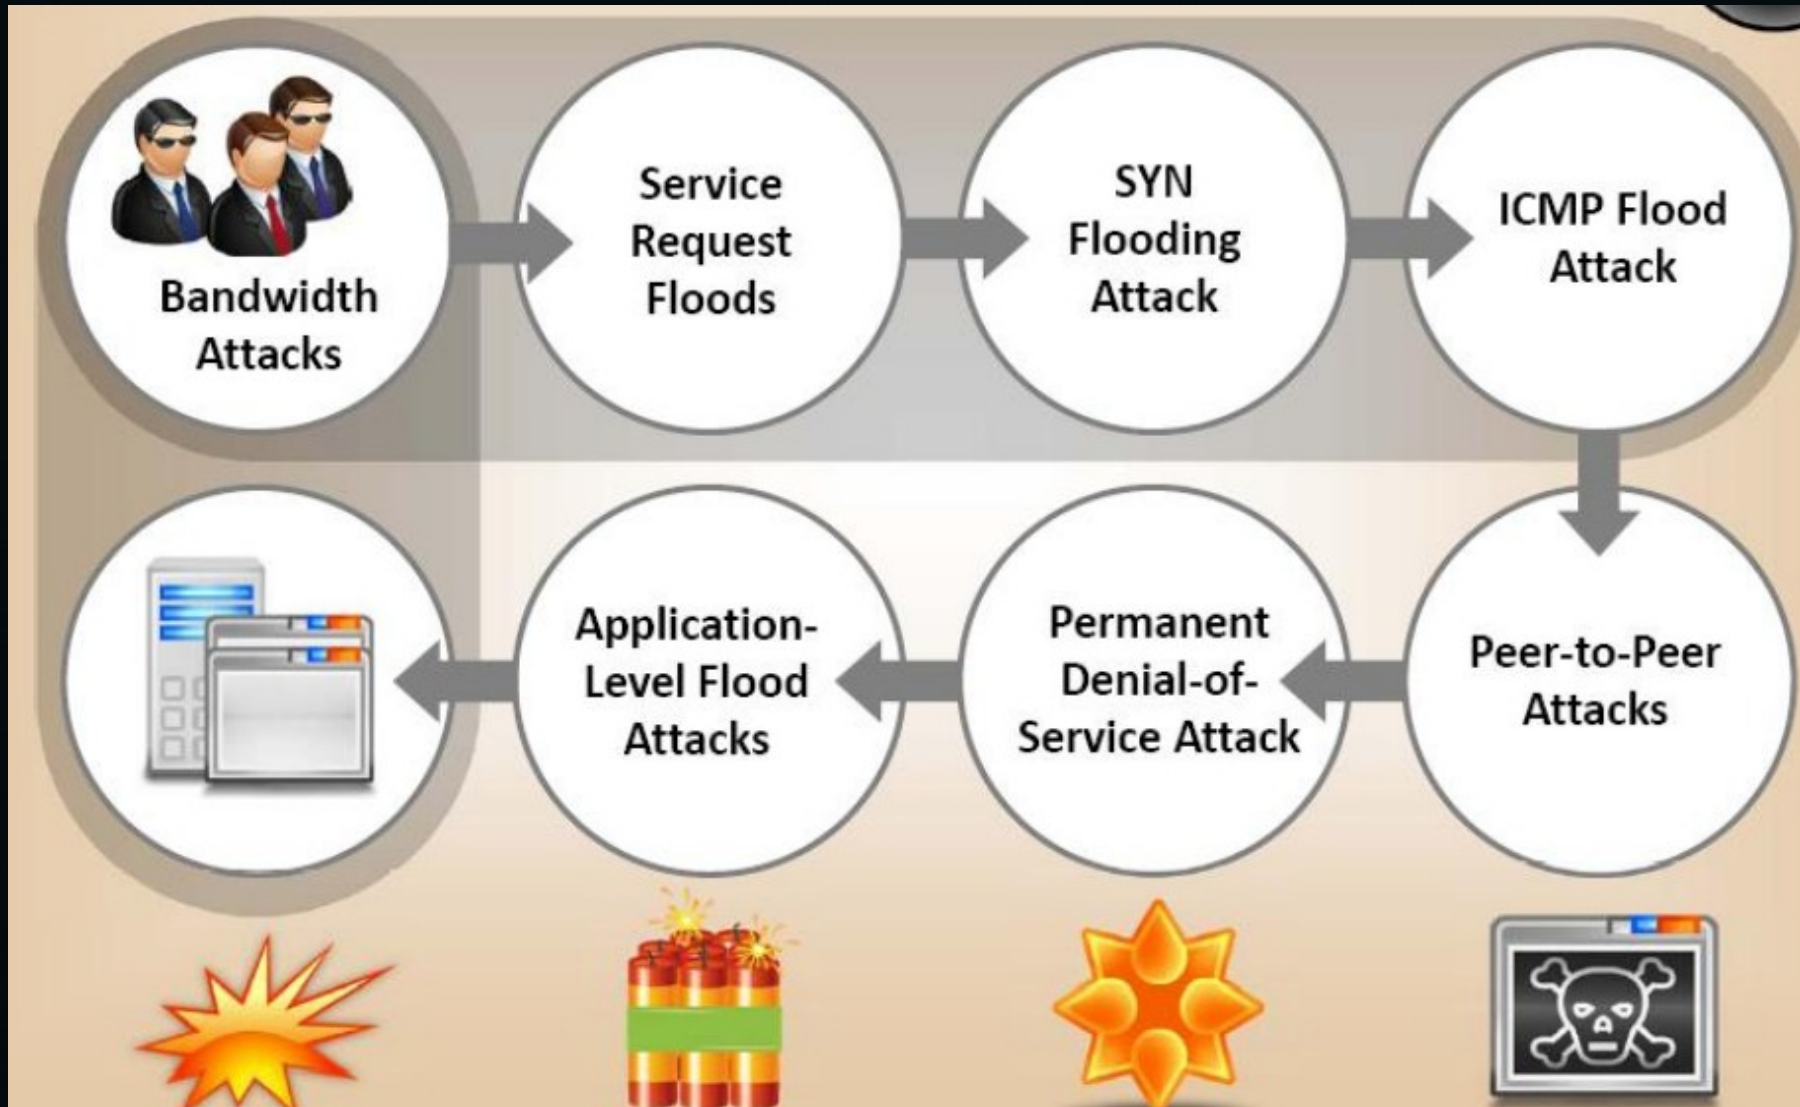 Bandwidth
Attacks
Service
Request
Floods
SYN
Flooding
Attack
ICMP Flood
Attack
Peer-to-Peer
Attacks
Permanent
Denial-of-
Service Attack
Application-
Level Flood
Attacks